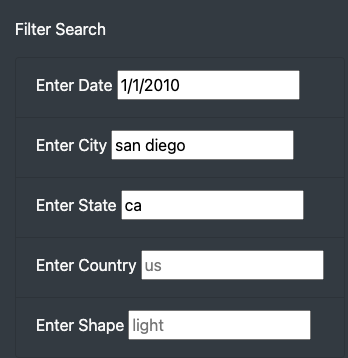 Filter Search
Enter Date 1/1/2010
Enter City san diego
Enter State ca
Enter Country us
Enter Shape light